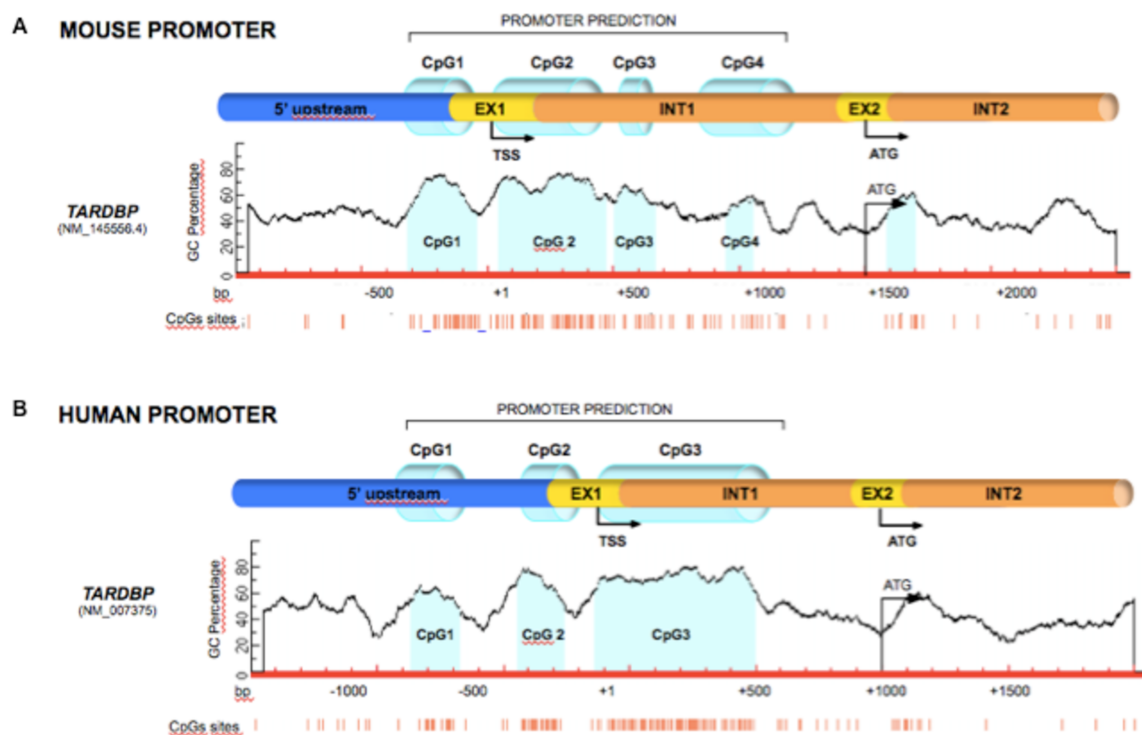 A MOUSE PROMOTER
PROMOTER PREDICTION
CpG1 CpG2 CpG3 CpG4
5' upstream EX1 INT1 EX2 INT2
TSS ATG
TARDBP
(NM_145556.4)
GC Percentage
0 20 40 60 80
ATG
CpG1 CpG 2 CpG3 CpG4
bp -500 +1 +500 +1000 +1500 +2000
CpGs sites :
B HUMAN PROMOTER
PROMOTER PREDICTION
CpG1 CpG2 CpG3
5' upstream EX1 INT1 EX2 INT2
TSS ATG
TARDBP
(NM_007375)
GC Percentage
0 20 40 60 80
ATG
CpG1 CpG 2 CpG3
bp -1000 -500 +1 +500 +1000 +1500
CpGs sites